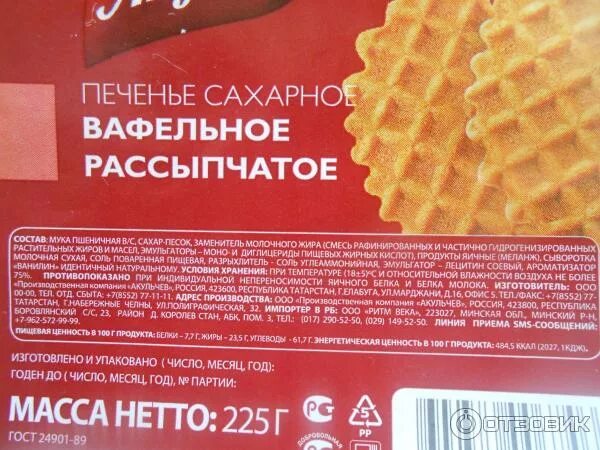 ПЕЧЕНЬЕ САХАРНОЕ
ВАФЕЛЬНОЕ
РАССЫПЧАТОЕ
СОСТАВ: МУКА ПШЕНИЧНАЯ В/С, САХАР-ПЕСОК, ЗАМЕНИТЕЛЬ МОЛОЧНОГО ЖИРА (СМЕСЬ РАФИНИРОВАННЫХ И ЧАСТИЧНО ГИДРОГЕНИЗИРОВАННЫХ
РАСТИТЕЛЬНЫХ ЖИРОВ И МАСЕЛ, ЭМУЛЬГАТОРЫ – МОНО- И ДИГЛИЦЕРИДЫ ПИЩЕВЫХ ЖИРНЫХ КИСЛОТ), ПРОДУКТЫ ЯИЧНЫЕ (МЕЛАНЖ), СЫВОРОТКА
МОЛОЧНАЯ СУХАЯ, СОЛЬ ПОВАРЕННАЯ ПИЩЕВАЯ, РАЗРЫХЛИТЕЛЬ - СОЛЬ УГЛЕАММОНИЙНАЯ, ЭМУЛЬГАТОР – ЛЕЦИТИН СОЕВЫЙ, АРОМАТИЗАТОР
«ВАНИЛИН» ИДЕНТИЧНЫЙ НАТУРАЛЬНОМУ. УСЛОВИЯ ХРАНЕНИЯ: ПРИ ТЕМПЕРАТУРЕ (18±5)°С И ОТНОСИТЕЛЬНОЙ ВЛАЖНОСТИ ВОЗДУХА НЕ БОЛЕЕ
75%. ПРОТИВОПОКАЗАНО ПРИ ИНДИВИДУАЛЬНОЙ НЕПЕРЕНОСИМОСТИ ЯИЧНОГО БЕЛКА И БЕЛКА МОЛОКА. ИЗГОТОВИТЕЛЬ: ООО
«Производственная компания «АКУЛЬЧЕВ», РОССИЯ, 423600, РЕСПУБЛИКА ТАТАРСТАН, Г.ЕЛАБУГА, УЛ.МАРДЖАНИ, Д.16, ОФИС 5. ТЕЛ./ФАКС: +7(8552) 77-
00-00, ТЕЛ. ОТД. СБЫТА: +7(8552) 77-11-11. АДРЕС ПРОИЗВОДСТВА: ООО «Производственная компания «АКУЛЬЧЕВ», РОССИЯ, 423800, РЕСПУБЛИКА
ТАТАРСТАН, Г.НАБЕРЕЖНЫЕ ЧЕЛНЫ, УЛ.ПОЛИГРАФИЧЕСКАЯ, 32. ИМПОРТЕР В РБ: ООО «РИТМ ВЕКА», 223027, МИНСКАЯ ОБЛ., МИНСКИЙ Р-Н,
БОРОВЛЯНСКИЙ С/С, 23, РАЙОН Д. КОРОЛЕВ СТАН, АБК, ПОМ. 3, ТЕЛ.: (017) 290-52-50, (029) 149-52-50. ЛИНИЯ ПРИЕМА SMS-СООБЩЕНИЙ:
+7-962-572-99-99.
ПИЩЕВАЯ ЦЕННОСТЬ В 100 Г ПРОДУКТА: БЕЛКИ – 7,7 Г, ЖИРЫ – 23,5 Г, УГЛЕВОДЫ - 61,7 Г. ЭНЕРГЕТИЧЕСКАЯ ЦЕННОСТЬ В 100 Г ПРОДУКТА: 484,5 ККАЛ (2027,1КДЖ).
ИЗГОТОВЛЕНО И УПАКОВАНО ( ЧИСЛО, МЕСЯЦ, ГОД):
ГОДЕН ДО ( ЧИСЛО, МЕСЯЦ, ГОД), № ПАРТИИ:
МАССА НЕТТО: 225 Г
ГОСТ 24901-89
5
PP
ДОБРОВОЛЬНАЯ
ОТЗОВИК